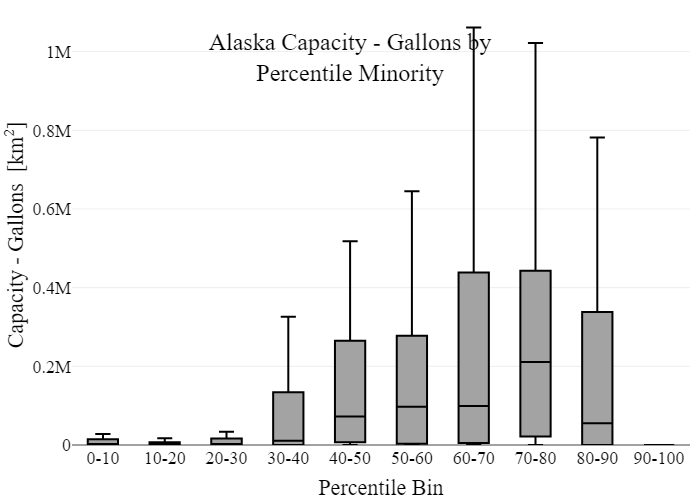 Alaska Capacity - Gallons by
Percentile Minority
Capacity - Gallons [km²]
1M
0.8M
0.6M
0.4M
0.2M
0
0-10 10-20 20-30 30-40 40-50 50-60 60-70 70-80 80-90 90-100
Percentile Bin